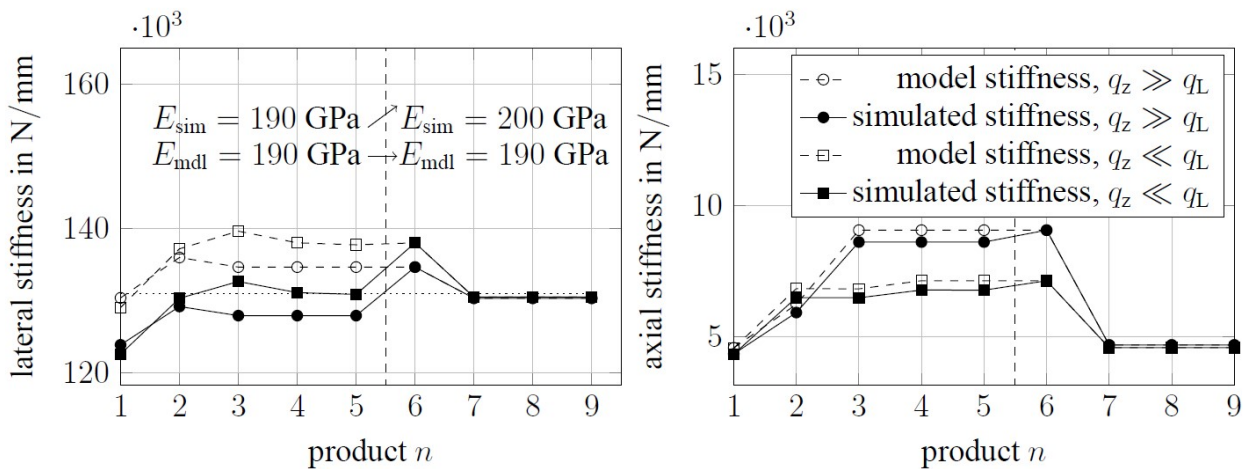 ·10³
lateral stiffness in N/mm
160
140
120
E_sim = 190 GPa ↗ E_sim = 200 GPa
E_mdl = 190 GPa → E_mdl = 190 GPa
1 2 3 4 5 6 7 8 9
product n
·10³
axial stiffness in N/mm
15
10
5
model stiffness, q_z ≫ q_L
simulated stiffness, q_z ≫ q_L
model stiffness, q_z ≪ q_L
simulated stiffness, q_z ≪ q_L
1 2 3 4 5 6 7 8 9
product n